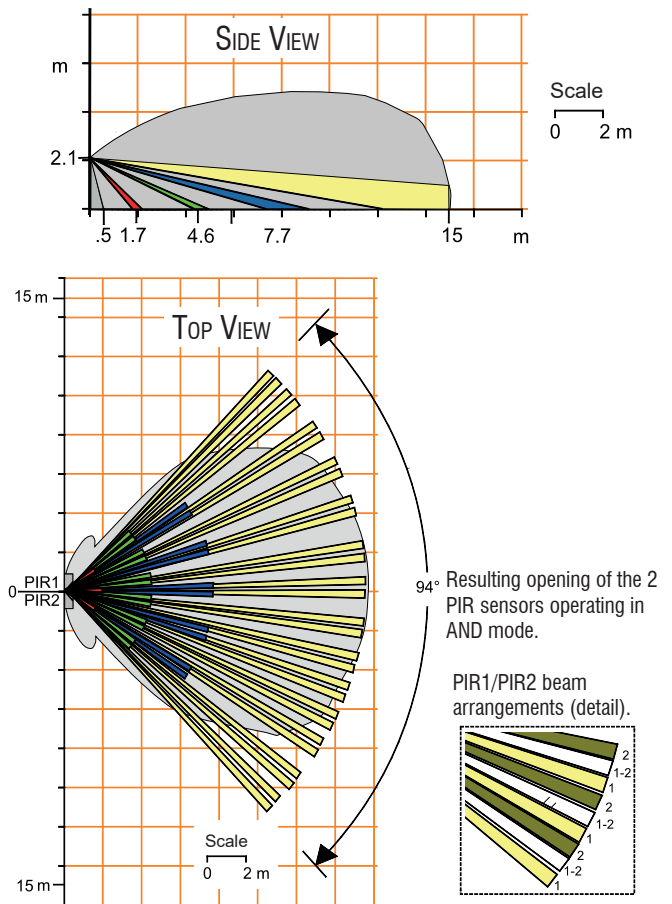 SIDE VIEW
m
2.1
.5 1.7 4.6 7.7 15 m
Scale
0 2 m
15 m
TOP VIEW
PIR1
0
PIR2
94°
Resulting opening of the 2
PIR sensors operating in
AND mode.
PIR1/PIR2 beam
arrangements (detail).
2
1-2
1
2
1-2
1
2
1-2
1
Scale
0 2 m
15 m